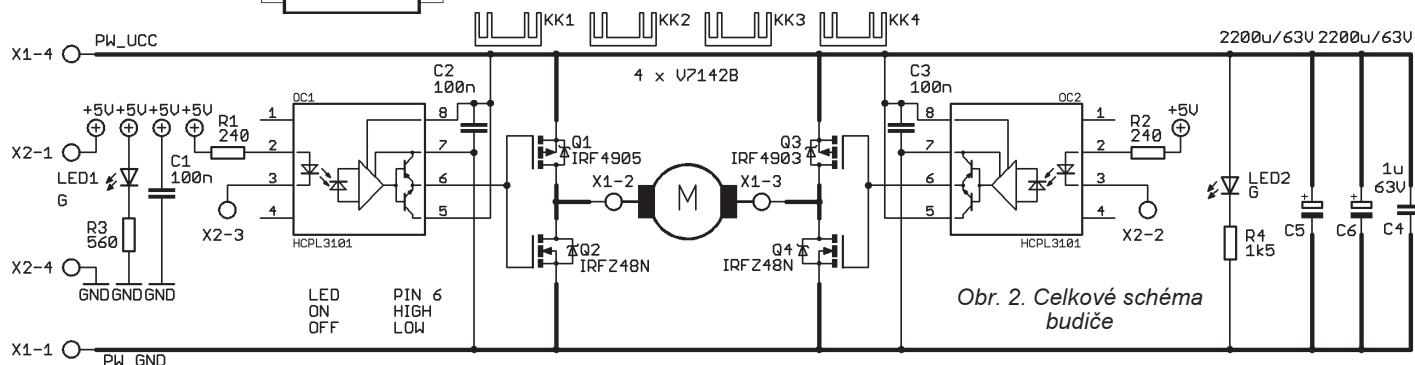 KK1 KK2 KK3 KK4
X1-4 PW_UCC
2200u/63V 2200u/63V
4 x V7142B
C2
100n
C3
100n
+5V +5V +5V +5V
OC1
OC2
R1
240
R2
240
+5V
1 2 3 4
8 7 6 5
8 7 6 5
1 2 3 4
X2-1
C1
100n
LED1
G
R3
560
X2-3
HCPL3101
Q1
IRF4905
Q3
IRF4903
X1-2 M X1-3
Q2
IRFZ48N
Q4
IRFZ48N
HCPL3101
X2-2
LED2
G
R4
1k5
+ C5
+ C6
1u
63V
C4
X2-4
GND GND GND
LED PIN 6
ON HIGH
OFF LOW
Obr. 2. Celkové schéma
budiče
X1-1 PW_GND